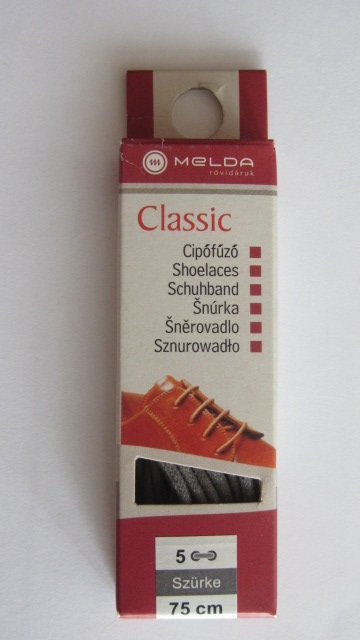 MELDA
rövidáruk
Classic
Cipőfűző
Shoelaces
Schuhband
Šnúrka
Šněrovadlo
Sznurowadło
5
Szürke
75 cm